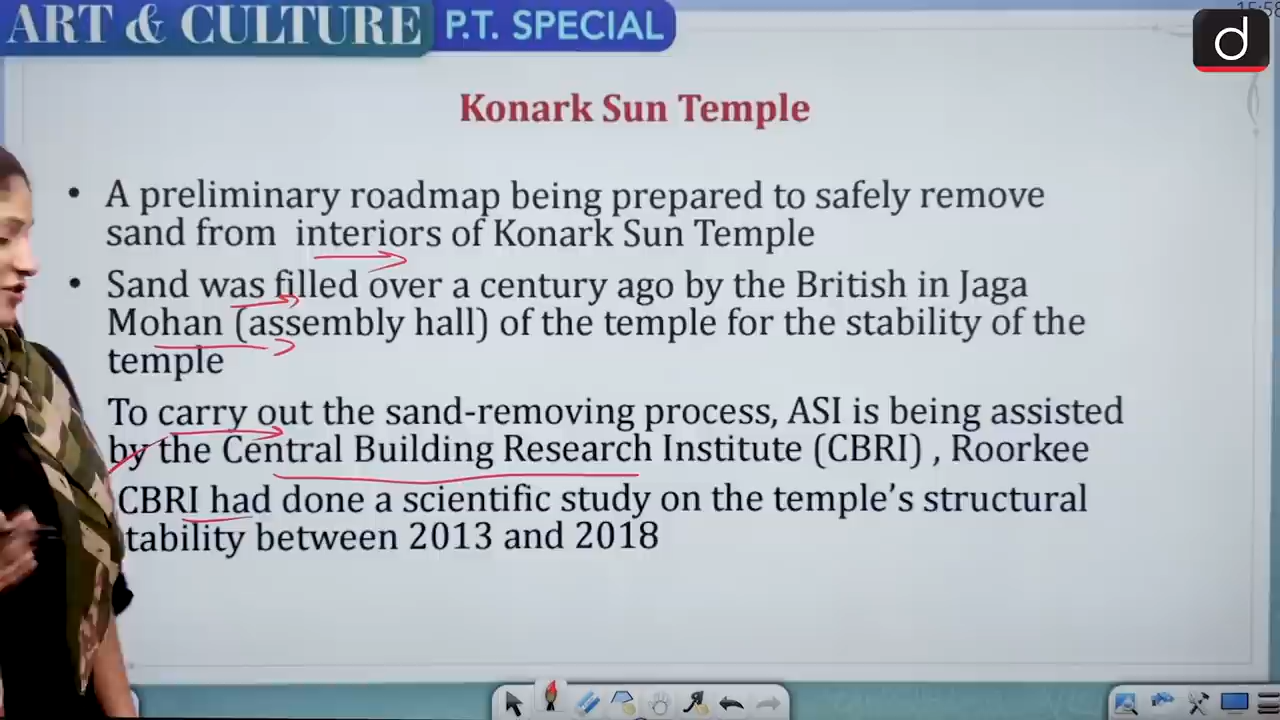 ART & CULTURE P.T. SPECIAL
15:58
d
Konark Sun Temple
• A preliminary roadmap being prepared to safely remove
sand from interiors of Konark Sun Temple
• Sand was filled over a century ago by the British in Jaga
Mohan (assembly hall) of the temple for the stability of the
temple
To carry out the sand-removing process, ASI is being assisted
by the Central Building Research Institute (CBRI) , Roorkee
CBRI had done a scientific study on the temple’s structural
tability between 2013 and 2018